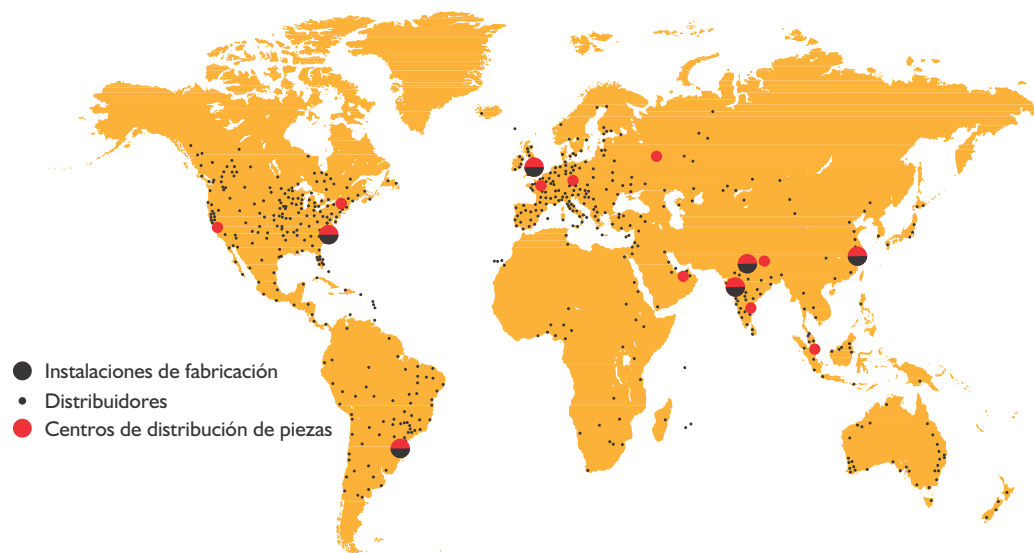 Instalaciones de fabricación
Distribuidores
Centros de distribución de piezas